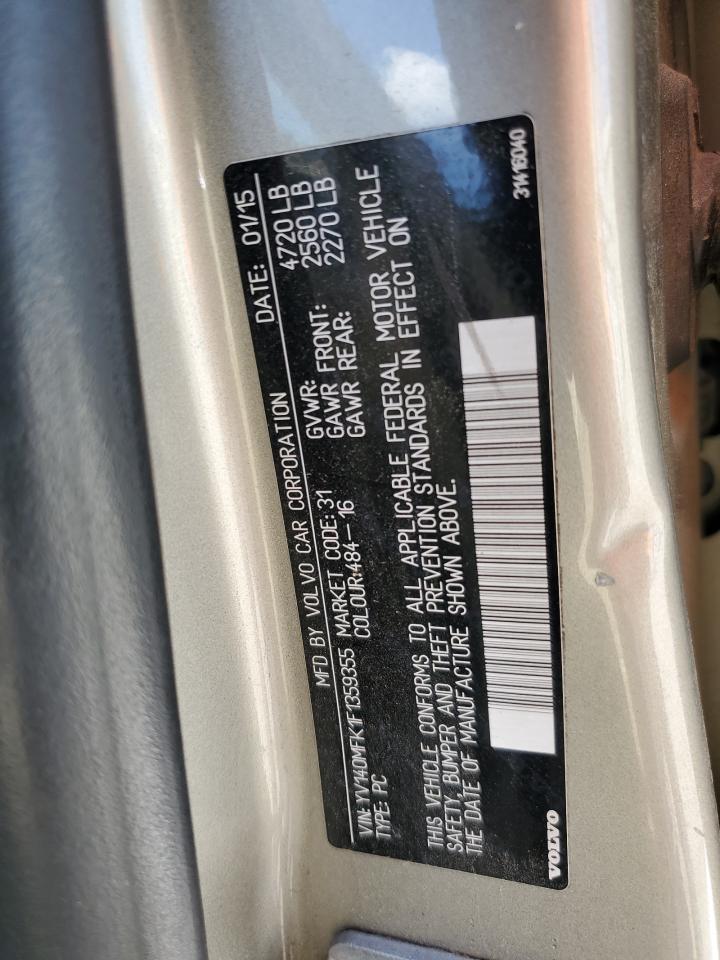 MFD BY VOLVO CAR CORPORATION DATE: 01/15
VIN:YV140MFK1F1359355 MARKET CODE: 31 GVWR: 4720 LB
TYPE: PC COLOUR:484-16 GAWR FRONT: 2560 LB
GAWR REAR: 2270 LB
THIS VEHICLE CONFORMS TO ALL APPLICABLE FEDERAL MOTOR VEHICLE
SAFETY, BUMPER AND THEFT PREVENTION STANDARDS IN EFFECT ON
THE DATE OF MANUFACTURE SHOWN ABOVE.
VOLVO 31416040